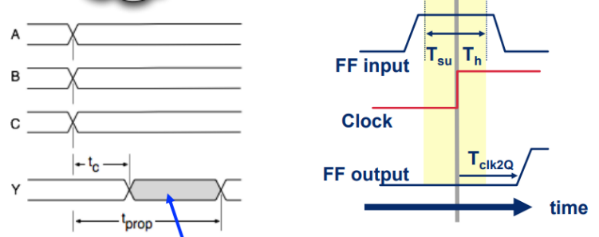 A
B
C
t_c
Y
t_prop
FF input
T_su T_h
Clock
T_clk2Q
FF output
time